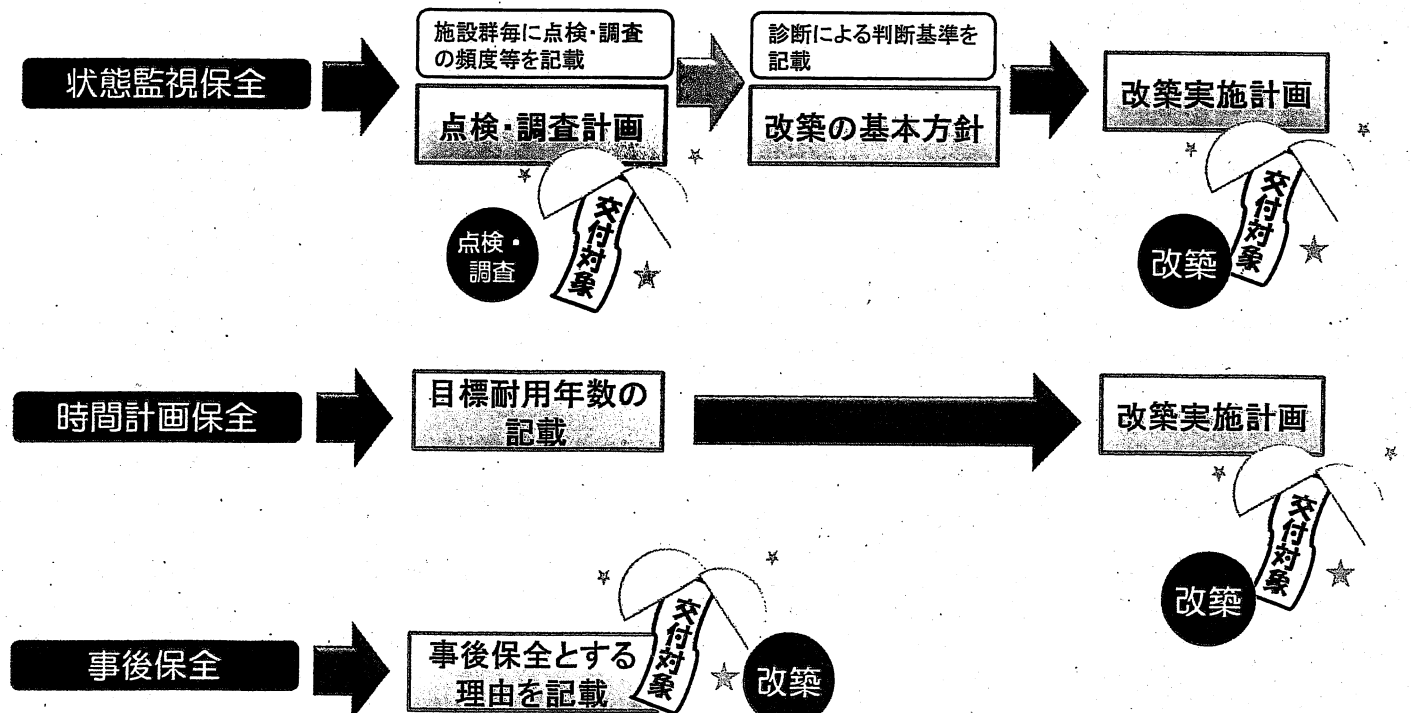 状態監視保全
施設群毎に点検・調査
の頻度等を記載
点検・調査計画
診断による判断基準を
記載
改築の基本方針
改築実施計画
交付対象
点検・
調査
交付対象
改築
時間計画保全
目標耐用年数の
記載
改築実施計画
交付対象
改築
事後保全
事後保全とする
理由を記載
交付対象
改築